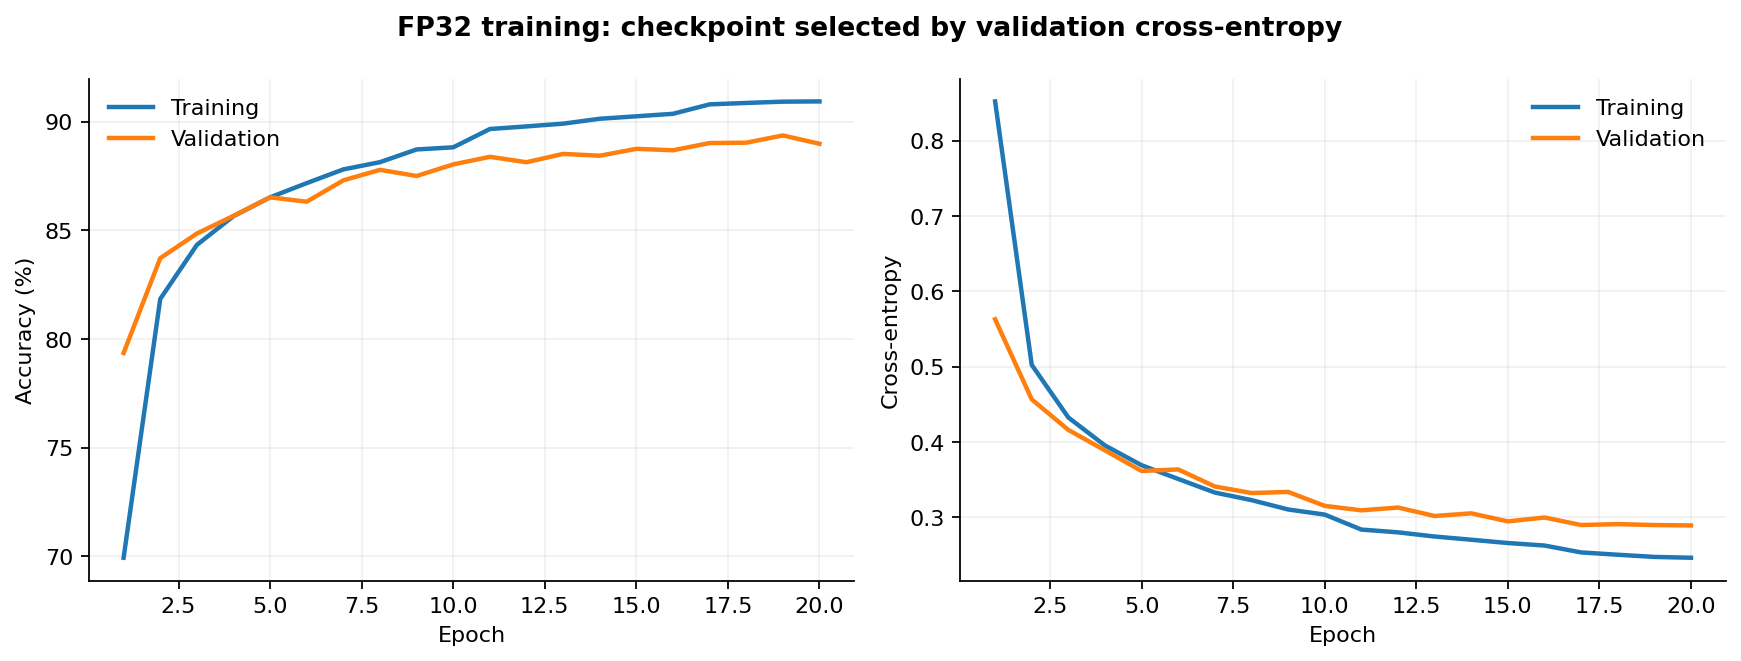 FP32 training: checkpoint selected by validation cross-entropy
Training
Validation
90
85
80
75
70
Accuracy (%)
2.5 5.0 7.5 10.0 12.5 15.0 17.5 20.0
Epoch
Training
Validation
0.8
0.7
0.6
0.5
0.4
0.3
Cross-entropy
2.5 5.0 7.5 10.0 12.5 15.0 17.5 20.0
Epoch